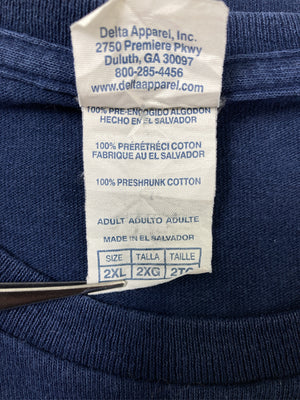 Delta Apparel, Inc.
2750 Premiere Pkwy
Duluth, GA 30097
800-285-4456
www.deltaapparel.com
100% PRE-ENCOGIDO ALGODON
HECHO EN EL SALVADOR
100% PRÉRÉTRÉCI COTON
FABRIQUE AU EL SALVADOR
100% PRESHRUNK COTTON
ADULT ADULTO ADULTE
MADE IN EL SALVADOR
SIZE TALLA TAILLE
2XL 2XG